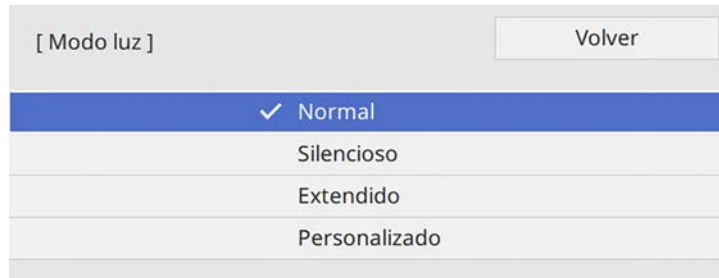 [ Modo luz ]
Volver
Normal
Silencioso
Extendido
Personalizado